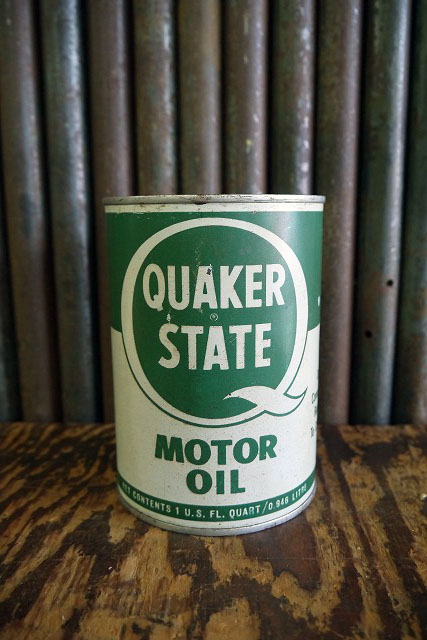 QUAKER
®
STATE
MOTOR
OIL
NET CONTENTS 1 U.S. FL. QUART/0.946 LITRE